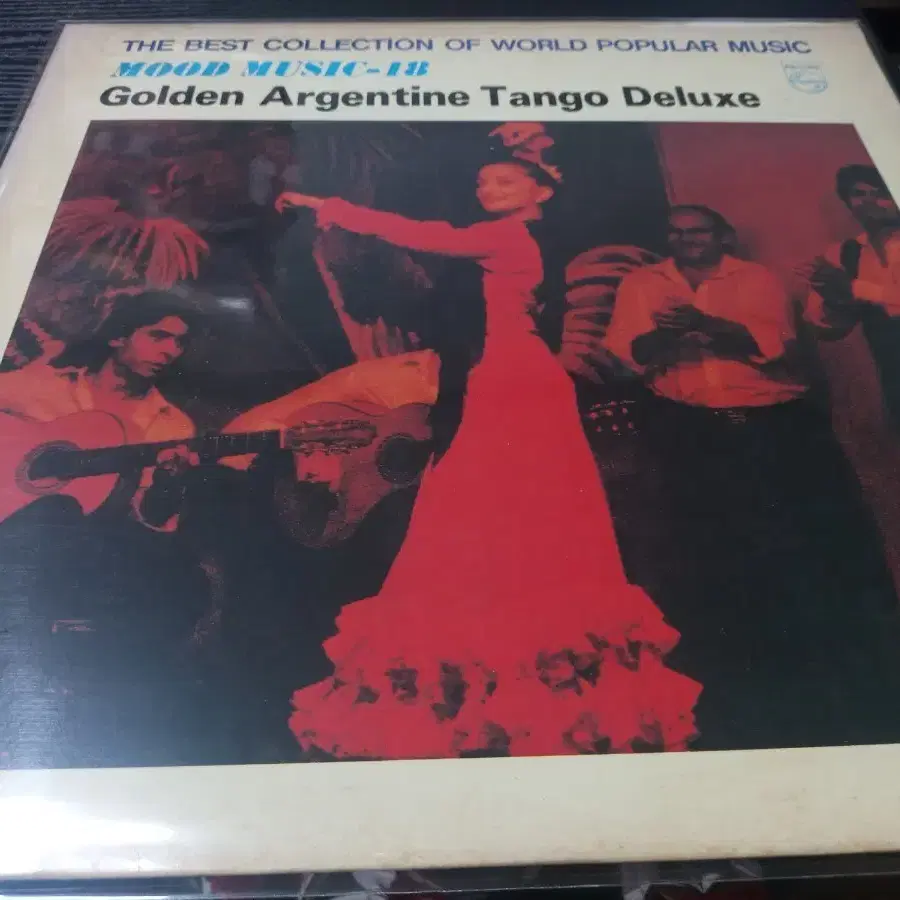 THE BEST COLLECTION OF WORLD POPULAR MUSIC
MOOD MUSIC-18
Golden Argentine Tango Deluxe